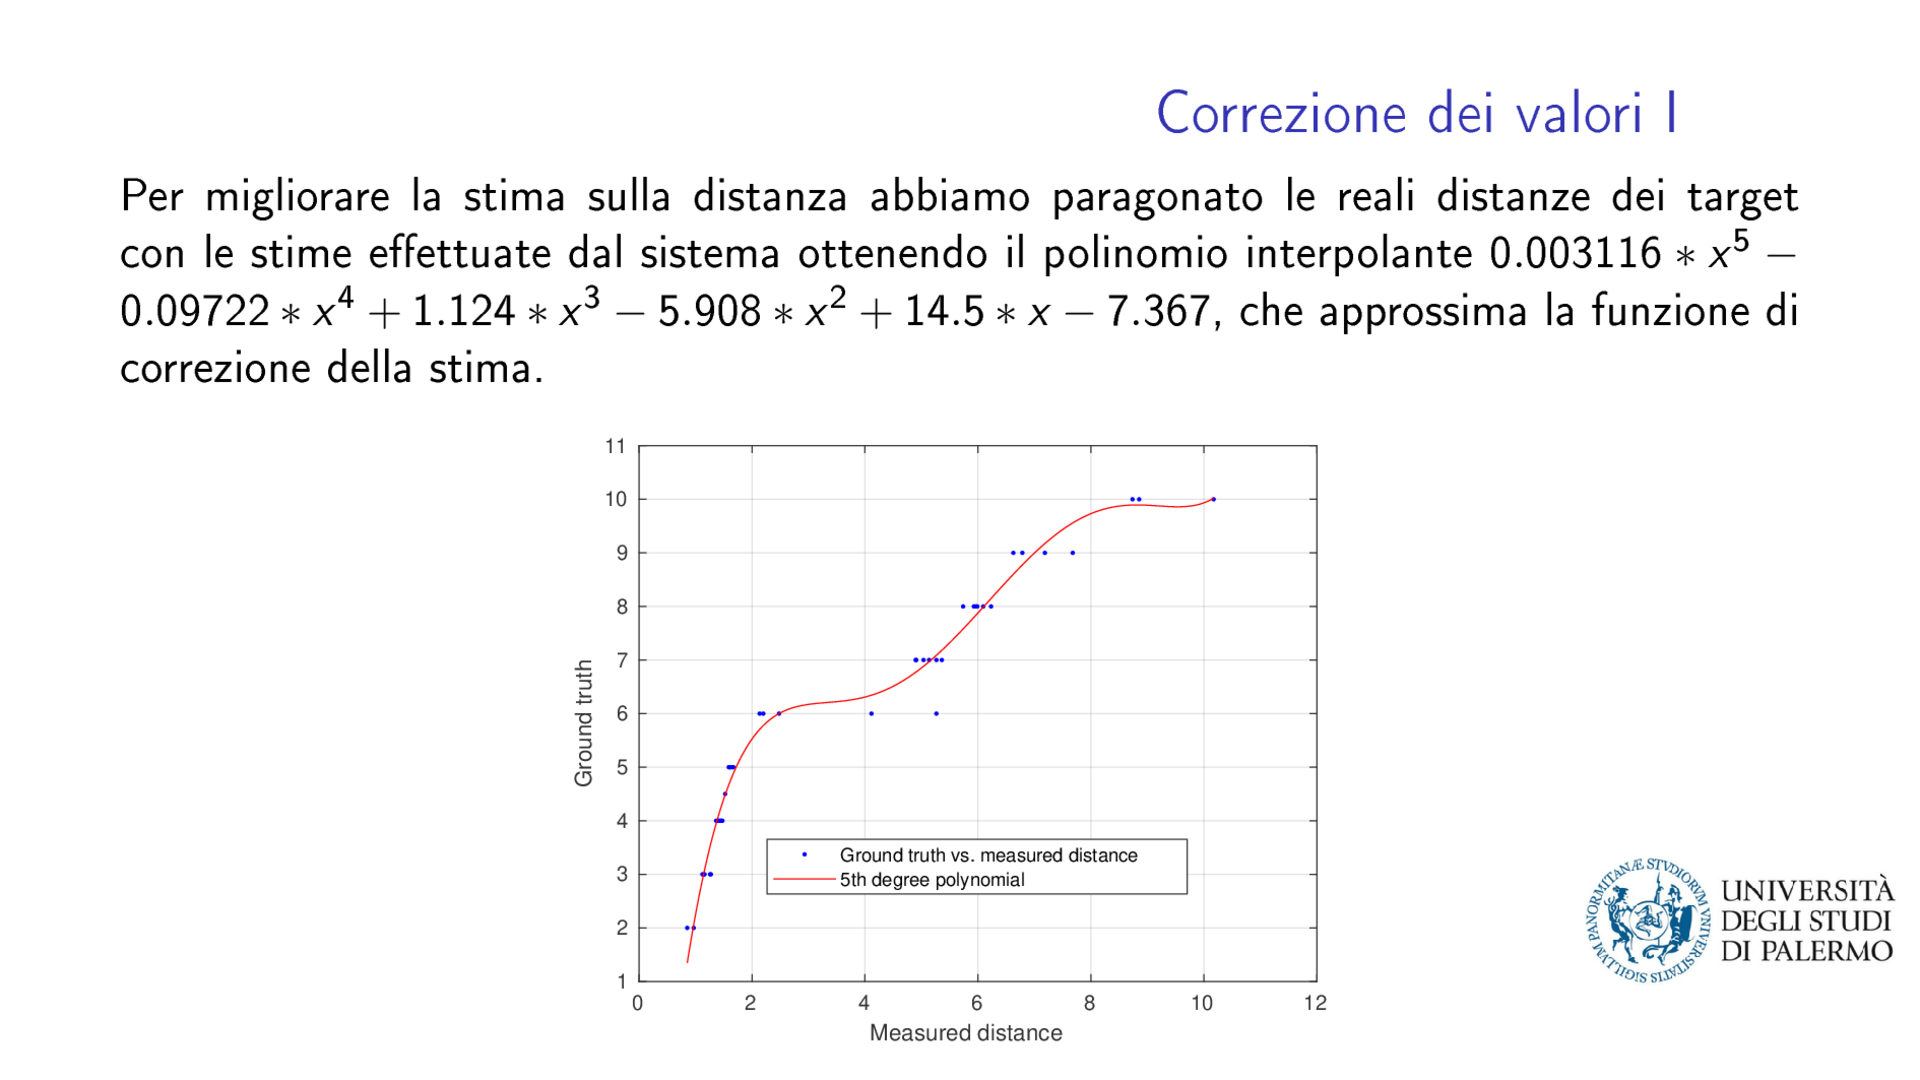 Correzione dei valori I
Per migliorare la stima sulla distanza abbiamo paragonato le reali distanze dei target
con le stime effettuate dal sistema ottenendo il polinomio interpolante 0.003116 ∗ x⁵ −
0.09722 ∗ x⁴ + 1.124 ∗ x³ − 5.908 ∗ x² + 14.5 ∗ x − 7.367, che approssima la funzione di
correzione della stima.
11
10
9
8
7
6
5
4
3
2
1
Ground truth
Ground truth vs. measured distance
5th degree polynomial
0 2 4 6 8 10 12
Measured distance
UNIVERSITÀ
DEGLI STUDI
DI PALERMO